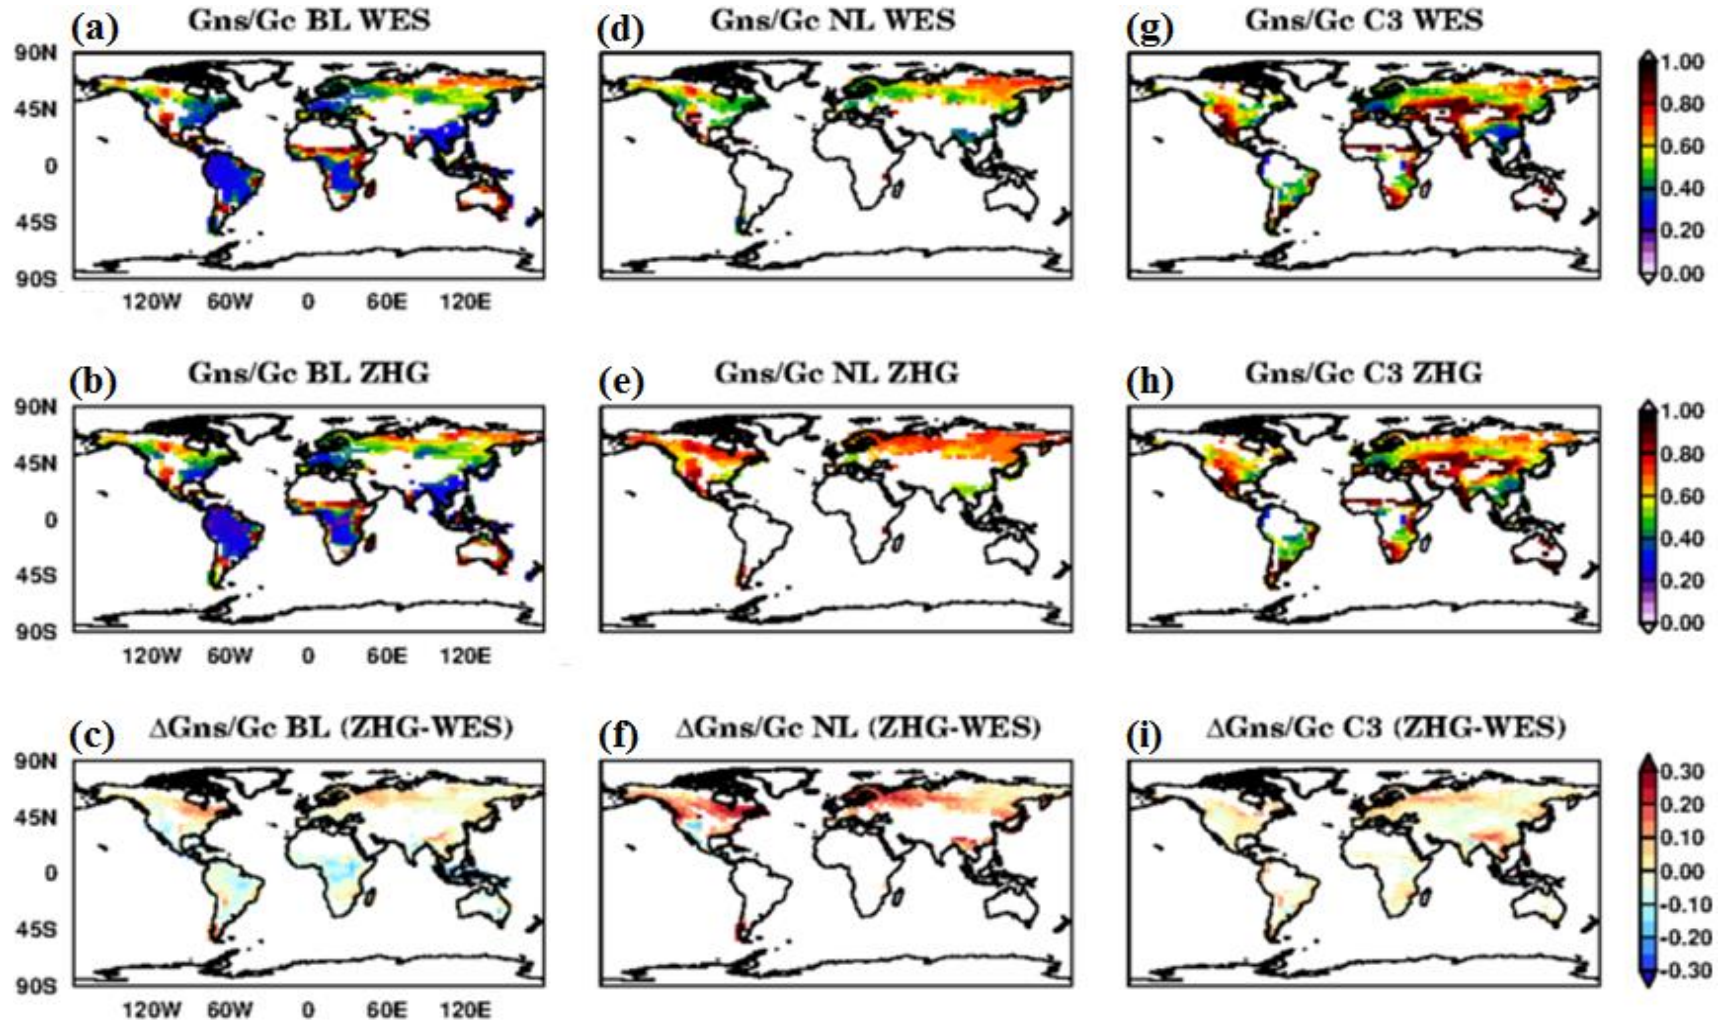 (a) Gns/Gc BL WES
(d) Gns/Gc NL WES
(g) Gns/Gc C3 WES
90N
45N
0
45S
90S
120W 60W 0 60E 120E
1.00
0.80
0.60
0.40
0.20
0.00
(b) Gns/Gc BL ZHG
(e) Gns/Gc NL ZHG
(h) Gns/Gc C3 ZHG
90N
45N
0
45S
90S
120W 60W 0 60E 120E
1.00
0.80
0.60
0.40
0.20
0.00
(c) ΔGns/Gc BL (ZHG-WES)
(f) ΔGns/Gc NL (ZHG-WES)
(i) ΔGns/Gc C3 (ZHG-WES)
90N
45N
0
45S
90S
120W 60W 0 60E 120E
0.30
0.20
0.10
0.00
-0.10
-0.20
-0.30